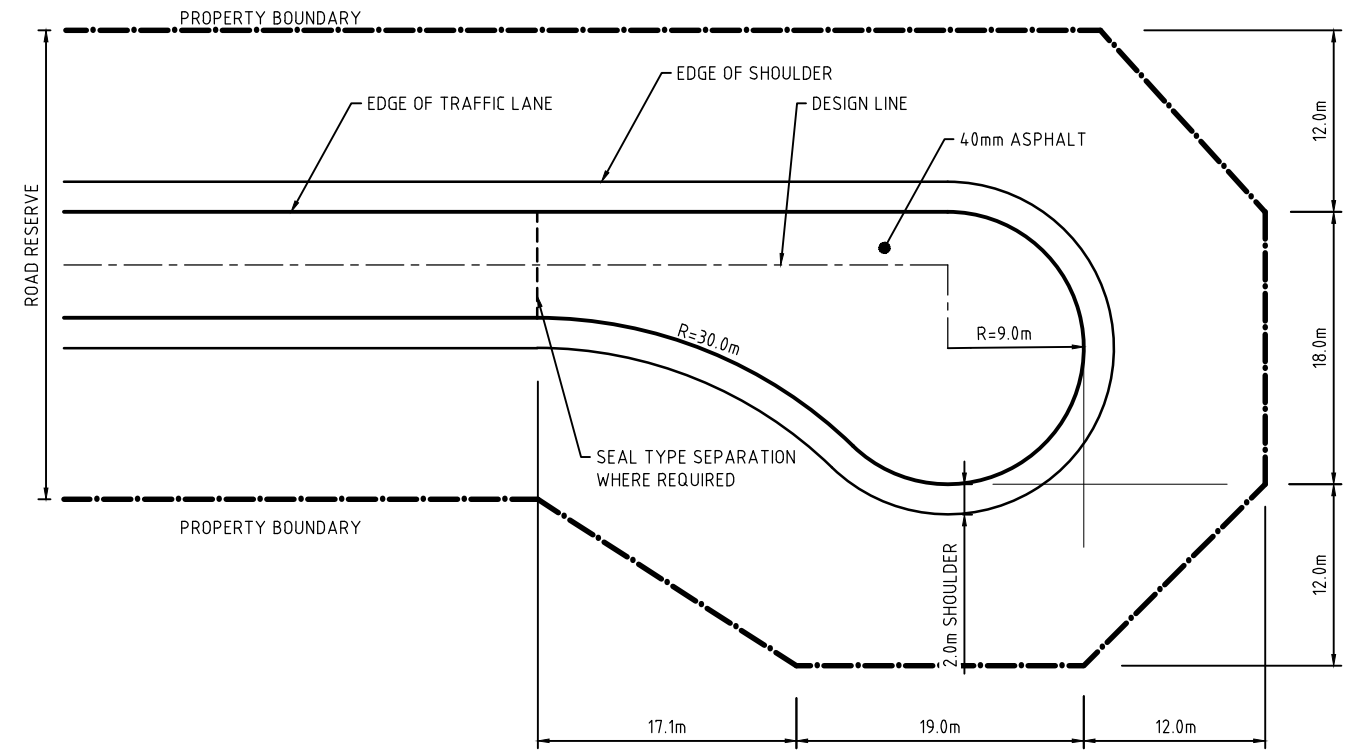 PROPERTY BOUNDARY
EDGE OF SHOULDER
EDGE OF TRAFFIC LANE
DESIGN LINE
40mm ASPHALT
12.0m
ROAD RESERVE
R=30.0m
R=9.0m
18.0m
SEAL TYPE SEPARATION
WHERE REQUIRED
PROPERTY BOUNDARY
2.0m SHOULDER
12.0m
17.1m
19.0m
12.0m